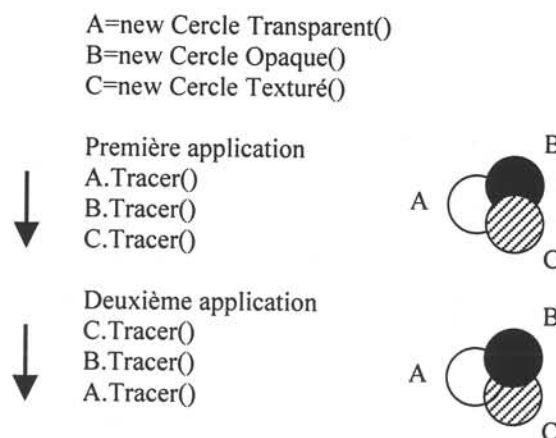 A=new Cercle Transparent()
B=new Cercle Opaque()
C=new Cercle Texturé()
Première application
A.Tracer()
B.Tracer()
C.Tracer()
B
A
C
Deuxième application
C.Tracer()
B.Tracer()
A.Tracer()
B
A
C